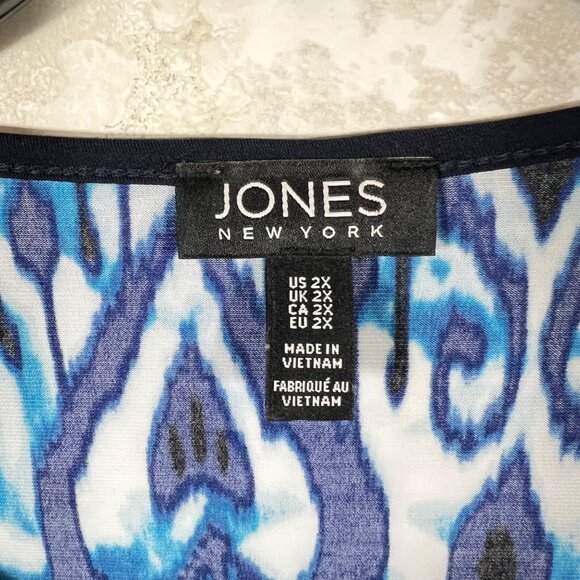 JONES
NEW YORK
US 2X
UK 2X
CA 2X
EU 2X
MADE IN
VIETNAM
FABRIQUÉ AU
VIETNAM